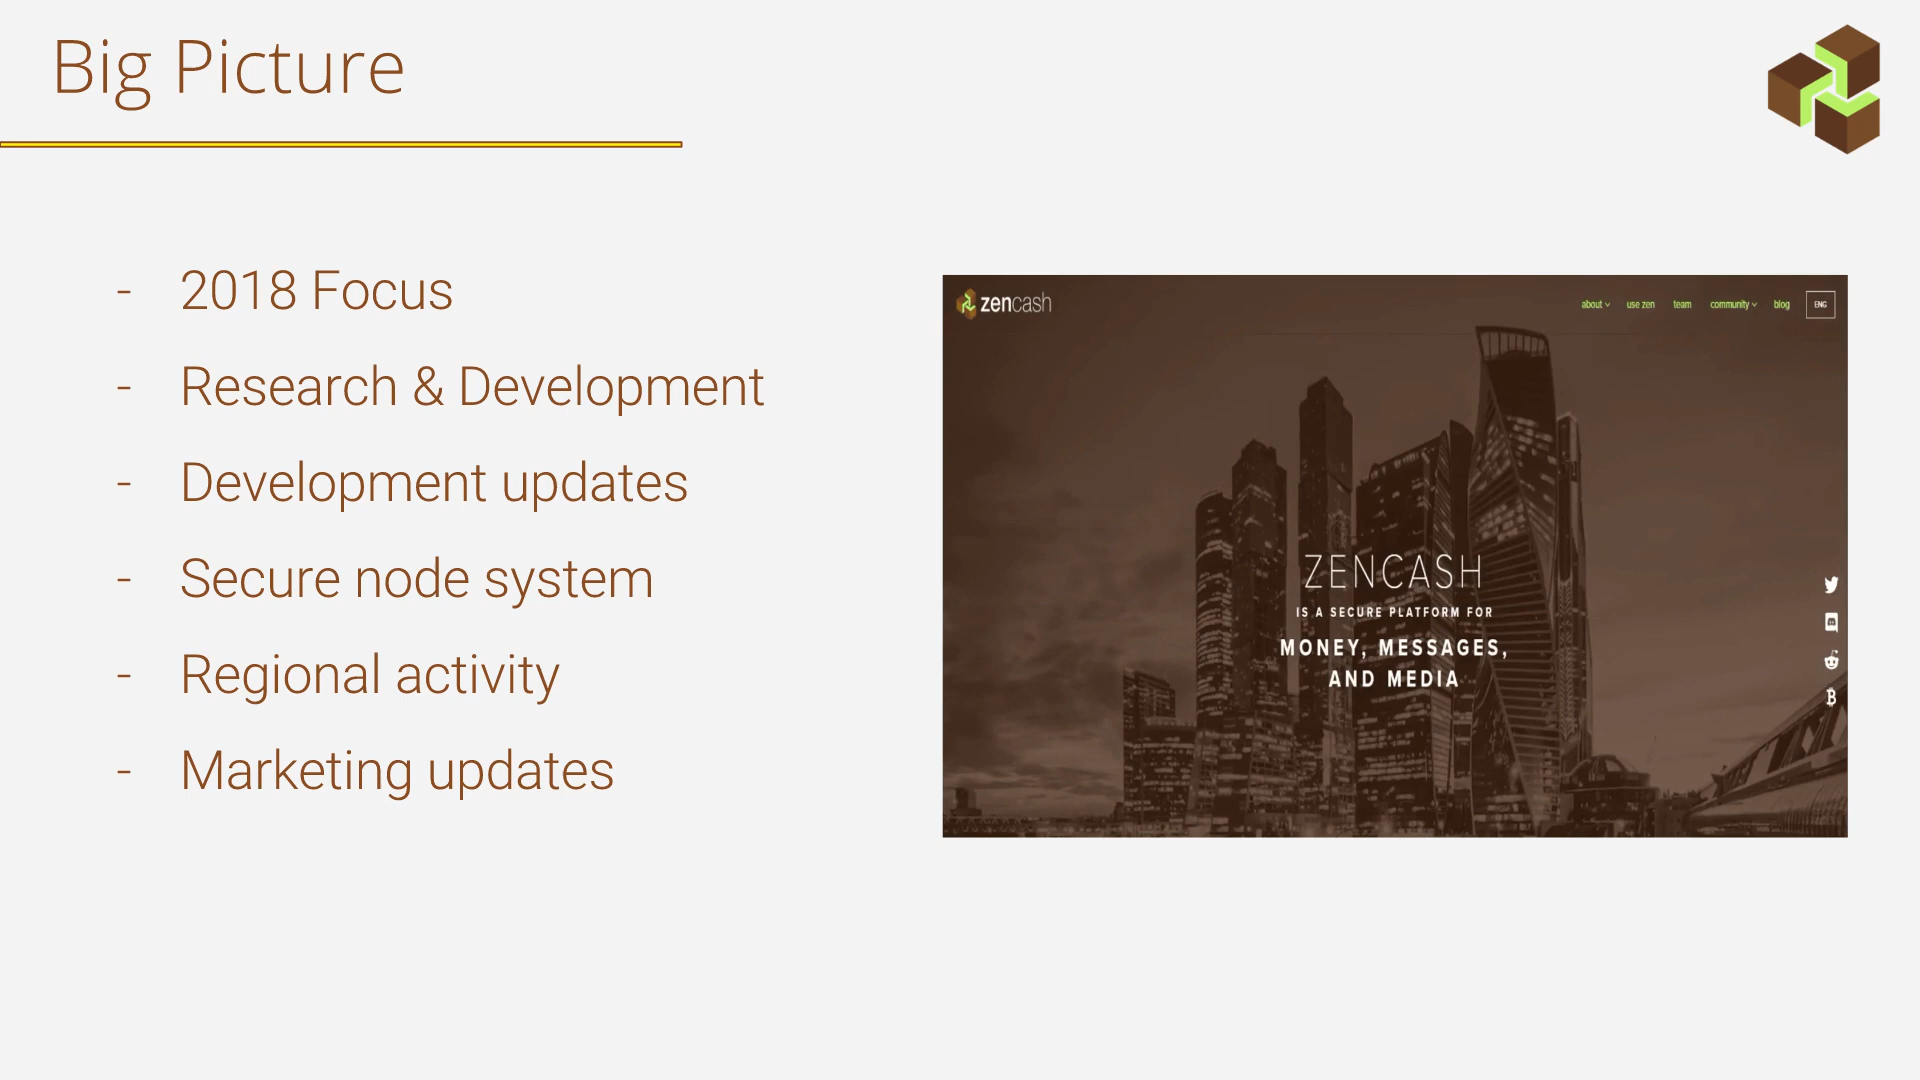 Big Picture
- 2018 Focus
- Research & Development
- Development updates
- Secure node system
- Regional activity
- Marketing updates
zencash
about use zen team community blog ENG
ZENCASH
IS A SECURE PLATFORM FOR
MONEY, MESSAGES,
AND MEDIA